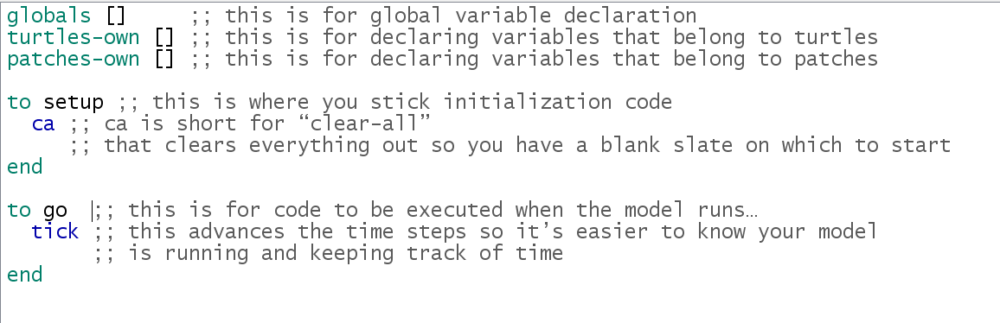 globals []     ;; this is for global variable declaration
turtles-own [] ;; this is for declaring variables that belong to turtles
patches-own [] ;; this is for declaring variables that belong to patches
to setup ;; this is where you stick initialization code
  ca ;; ca is short for “clear-all”
     ;; that clears everything out so you have a blank slate on which to start
end
to go  ;; this is for code to be executed when the model runs…
  tick ;; this advances the time steps so it’s easier to know your model
       ;; is running and keeping track of time
end